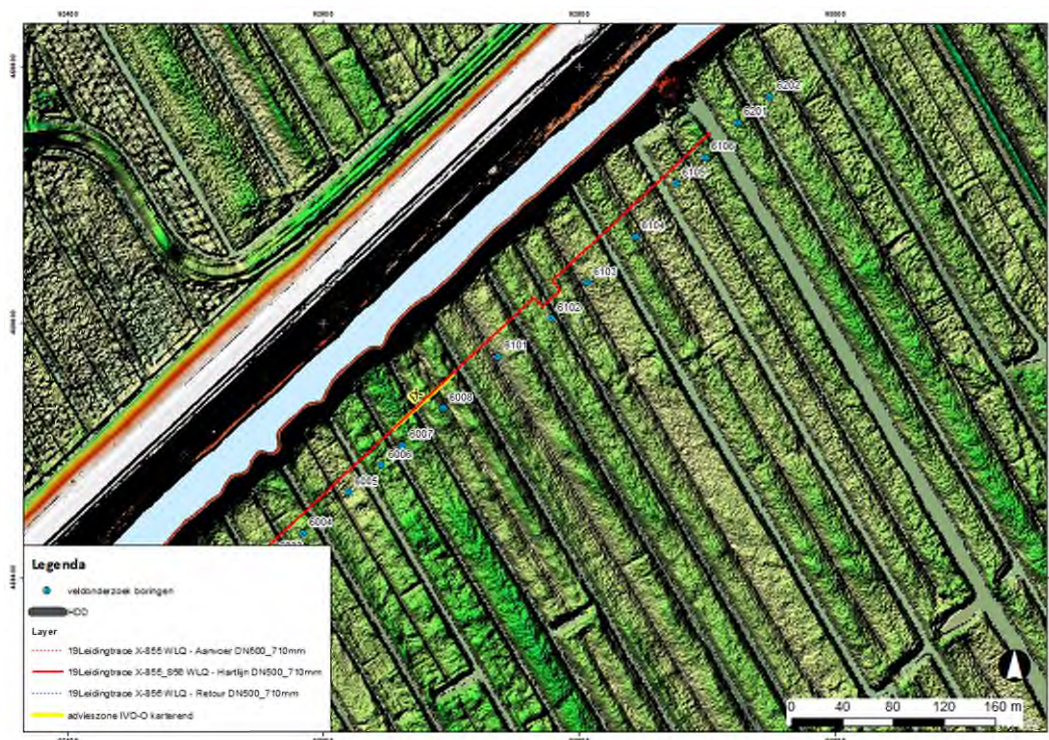 6202
6201
6106
6105
6104
6103
6102
6101
6008
6007
6006
6005
6004
Legenda
veldonderzoek boringen
HDD
Layer
19Leidingtrace X-855 WLQ - Aanvoer DN500_710mm
19Leidingtrace X-855_856 WLQ - Hartlijn DN500_710mm
19Leidingtrace X-856 WLQ - Retour DN500_710mm
advieszone IVO-O karterend
0 40 80 120 160 m